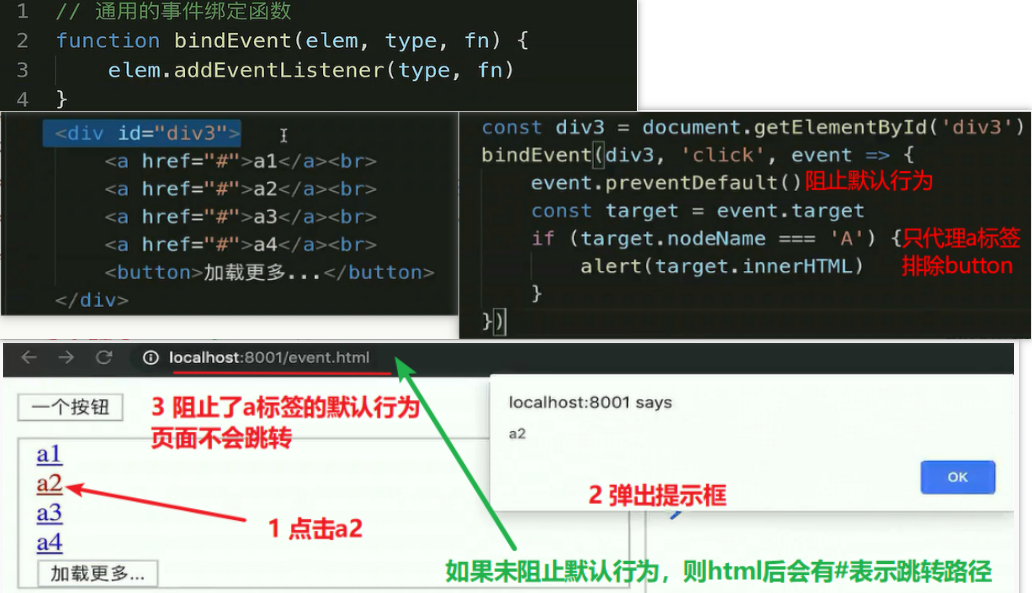 1 // 通用的事件绑定函数
2 function bindEvent(elem, type, fn) {
3 elem.addEventListener(type, fn)
4 }
<div id="div3">
<a href="#">a1</a><br>
<a href="#">a2</a><br>
<a href="#">a3</a><br>
<a href="#">a4</a><br>
<button>加载更多...</button>
</div>
const div3 = document.getElementById('div3')
bindEvent(div3, 'click', event => {
event.preventDefault()阻止默认行为
const target = event.target
if (target.nodeName === 'A') {只代理a标签
alert(target.innerHTML) 排除button
}
})
localhost:8001/event.html
一个按钮
3 阻止了a标签的默认行为
页面不会跳转
localhost:8001 says
a2
OK
2 弹出提示框
a1
a2
a3
a4
1 点击a2
加载更多...
如果未阻止默认行为，则html后会有#表示跳转路径